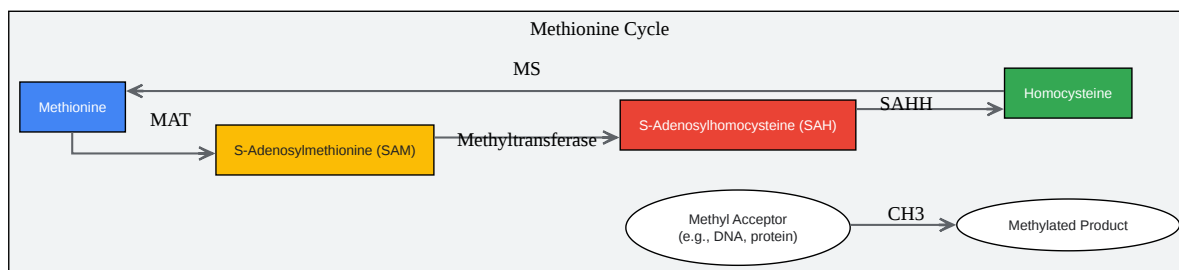 Methionine Cycle
MS
Methionine
Homocysteine
MAT
SAHH
S-Adenosylmethionine (SAM)
Methyltransferase
S-Adenosylhomocysteine (SAH)
Methyl Acceptor
(e.g., DNA, protein)
CH3
Methylated Product